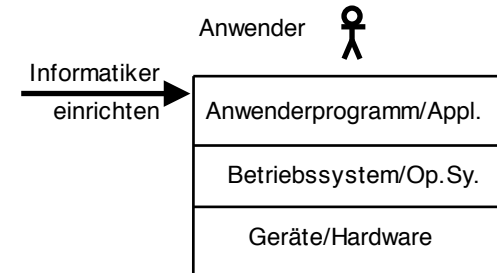 Anwender
Informatiker
einrichten
Anwenderprogramm/Appl.
Betriebssystem/Op.Sy.
Geräte/Hardware